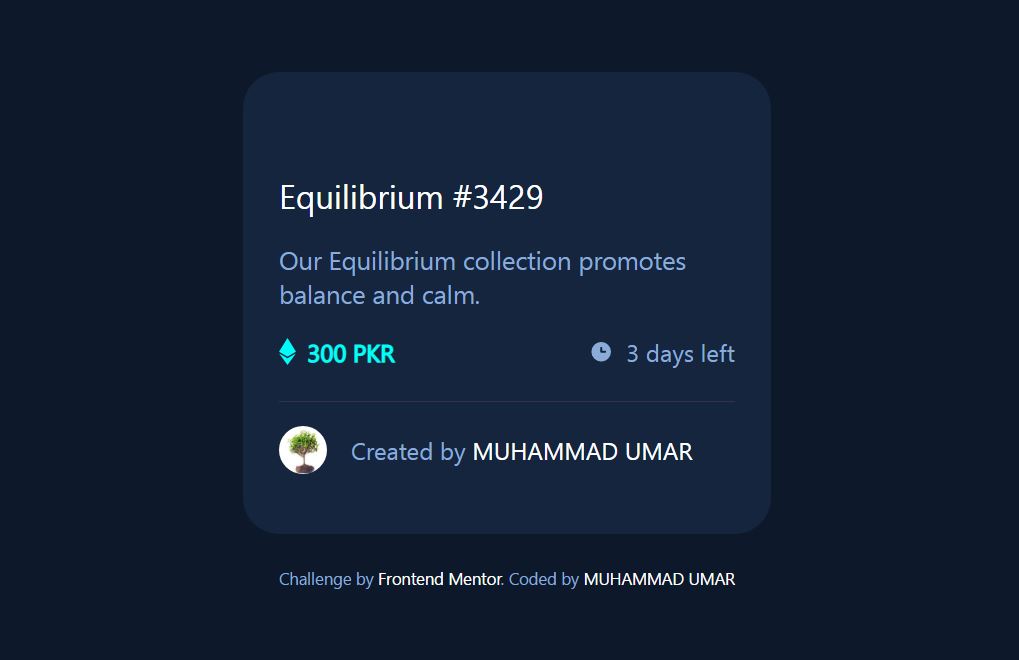 Equilibrium #3429
Our Equilibrium collection promotes
balance and calm.
300 PKR
3 days left
Created by MUHAMMAD UMAR
Challenge by Frontend Mentor. Coded by MUHAMMAD UMAR